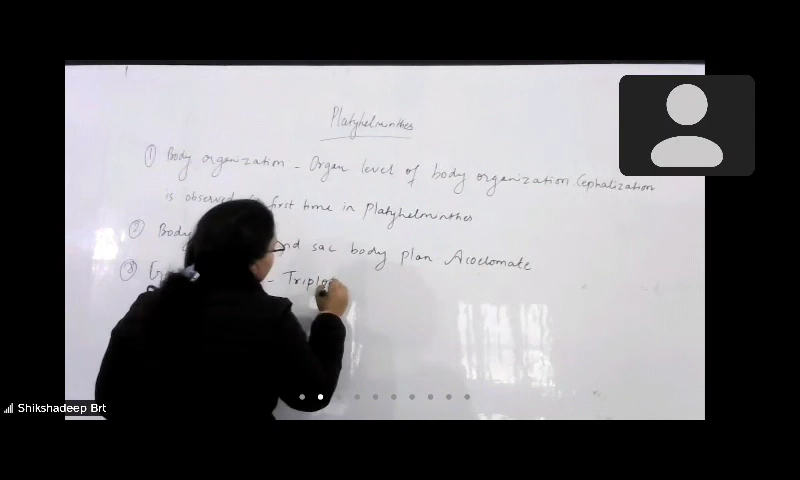 Platyhelminthes
① Body organization - Organ level of body organization Cephalization
is observed first time in Platyhelminthes
② Body sac body plan Acoelomate
③ - Triplo
Shikshadeep Brt